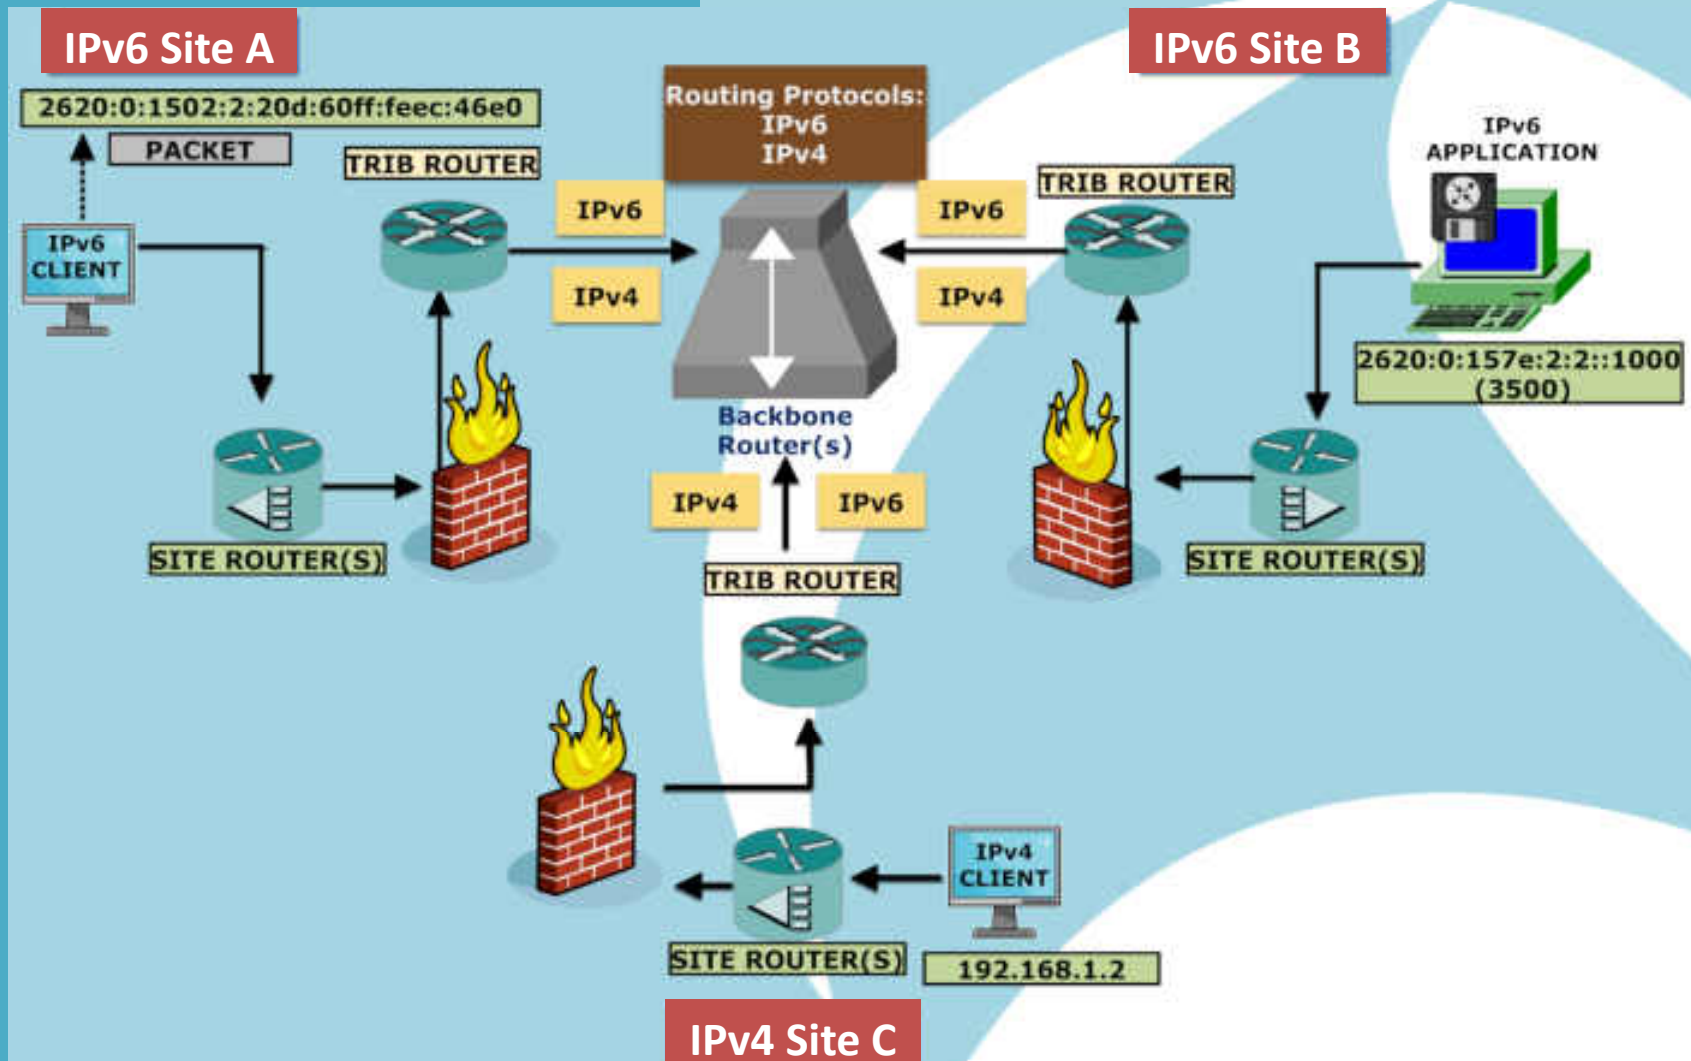 IPv6 Site A
IPv6 Site B
2620:0:1502:2:20d:60ff:feec:46e0
PACKET
Routing Protocols:
IPv6
IPv4
IPv6
APPLICATION
TRIB ROUTER
TRIB ROUTER
IPv6
IPv6
IPv6
CLIENT
IPv4
IPv4
2620:0:157e:2:2::1000
(3500)
Backbone
Router(s)
IPv4
IPv6
SITE ROUTER(S)
SITE ROUTER(S)
TRIB ROUTER
IPv4
CLIENT
SITE ROUTER(S)
192.168.1.2
IPv4 Site C